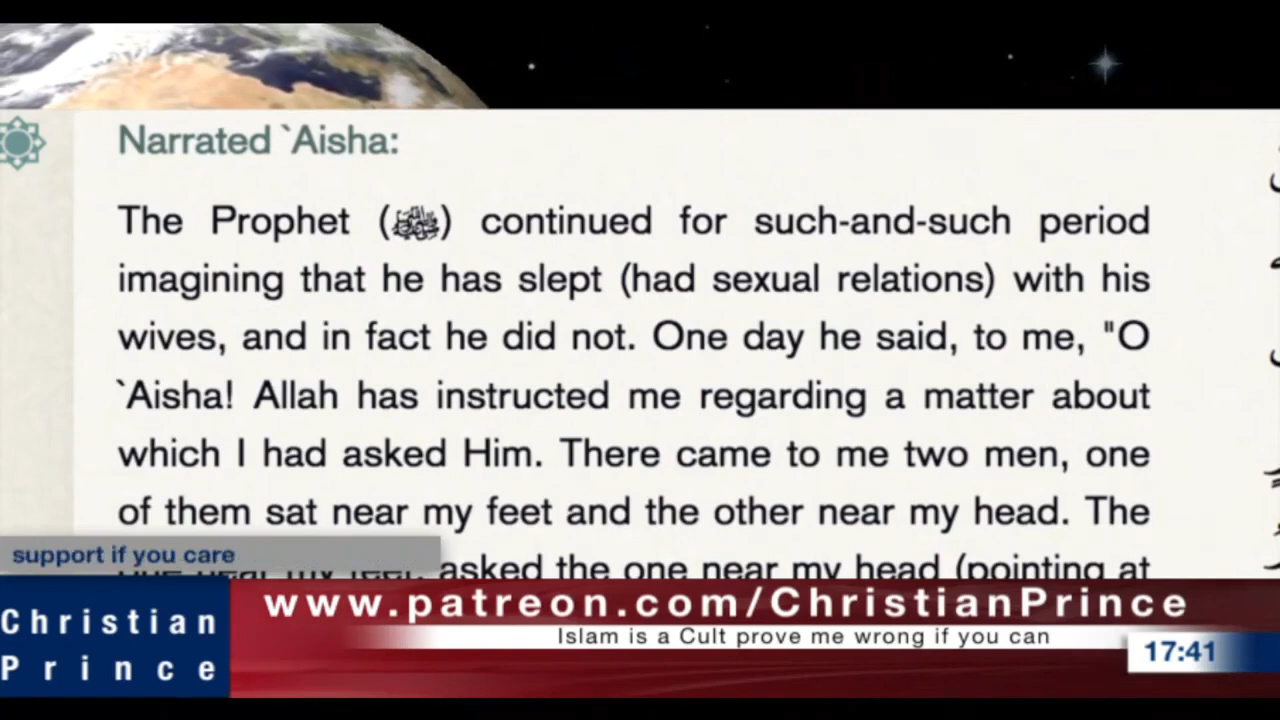 Narrated `Aisha:
The Prophet (ﷺ) continued for such-and-such period
imagining that he has slept (had sexual relations) with his
wives, and in fact he did not. One day he said, to me, "O
`Aisha! Allah has instructed me regarding a matter about
which I had asked Him. There came to me two men, one
of them sat near my feet and the other near my head. The
one near my feet, asked the one near my head (pointing at
support if you care
www.patreon.com/ChristianPrince
Islam is a Cult prove me wrong if you can
Christian
Prince
17:41